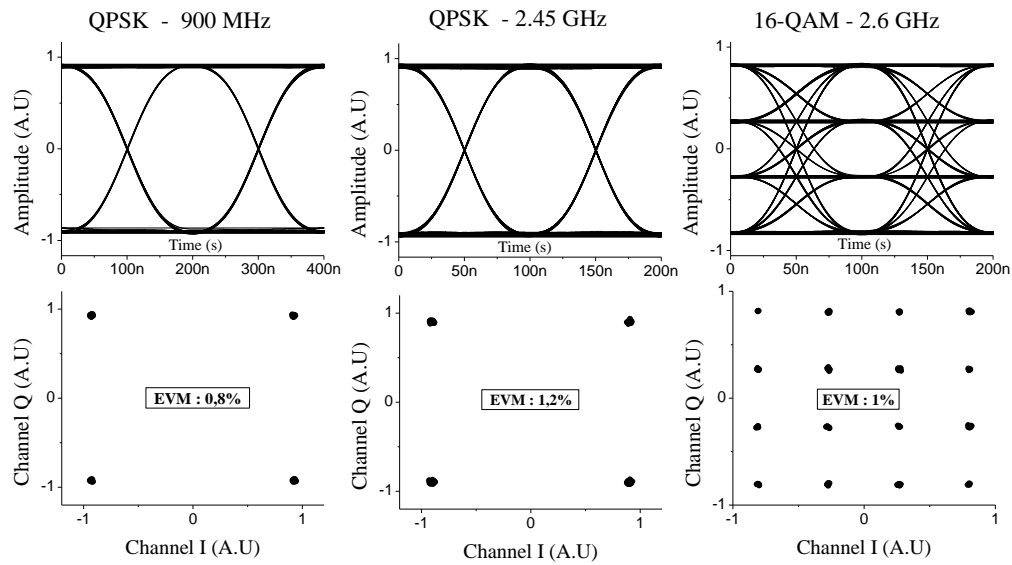 QPSK - 900 MHz
QPSK - 2.45 GHz
16-QAM - 2.6 GHz
Amplitude (A.U)
1
0
-1
Time (s)
0 100n 200n 300n 400n
Amplitude (A.U)
1
0
-1
Time (s)
0 50n 100n 150n 200n
Amplitude (A.U)
1
0
-1
Time (s)
0 50n 100n 150n 200n
Channel Q (A.U)
1
0
-1
EVM : 0,8%
-1 0 1
Channel I (A.U)
Channel Q (A.U)
1
0
-1
EVM : 1,2%
-1 0 1
Channel I (A.U)
Channel Q (A.U)
1
0
-1
EVM : 1%
-1 0 1
Channel I (A.U)